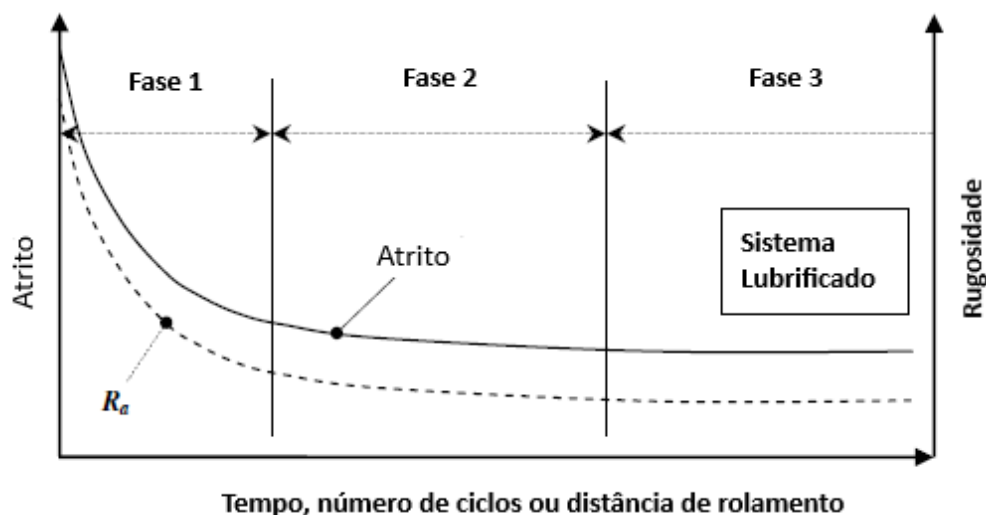 Fase 1
Fase 2
Fase 3
Atrito
Atrito
Sistema
Lubrificado
Rugosidade
Rₐ
Tempo, número de ciclos ou distância de rolamento